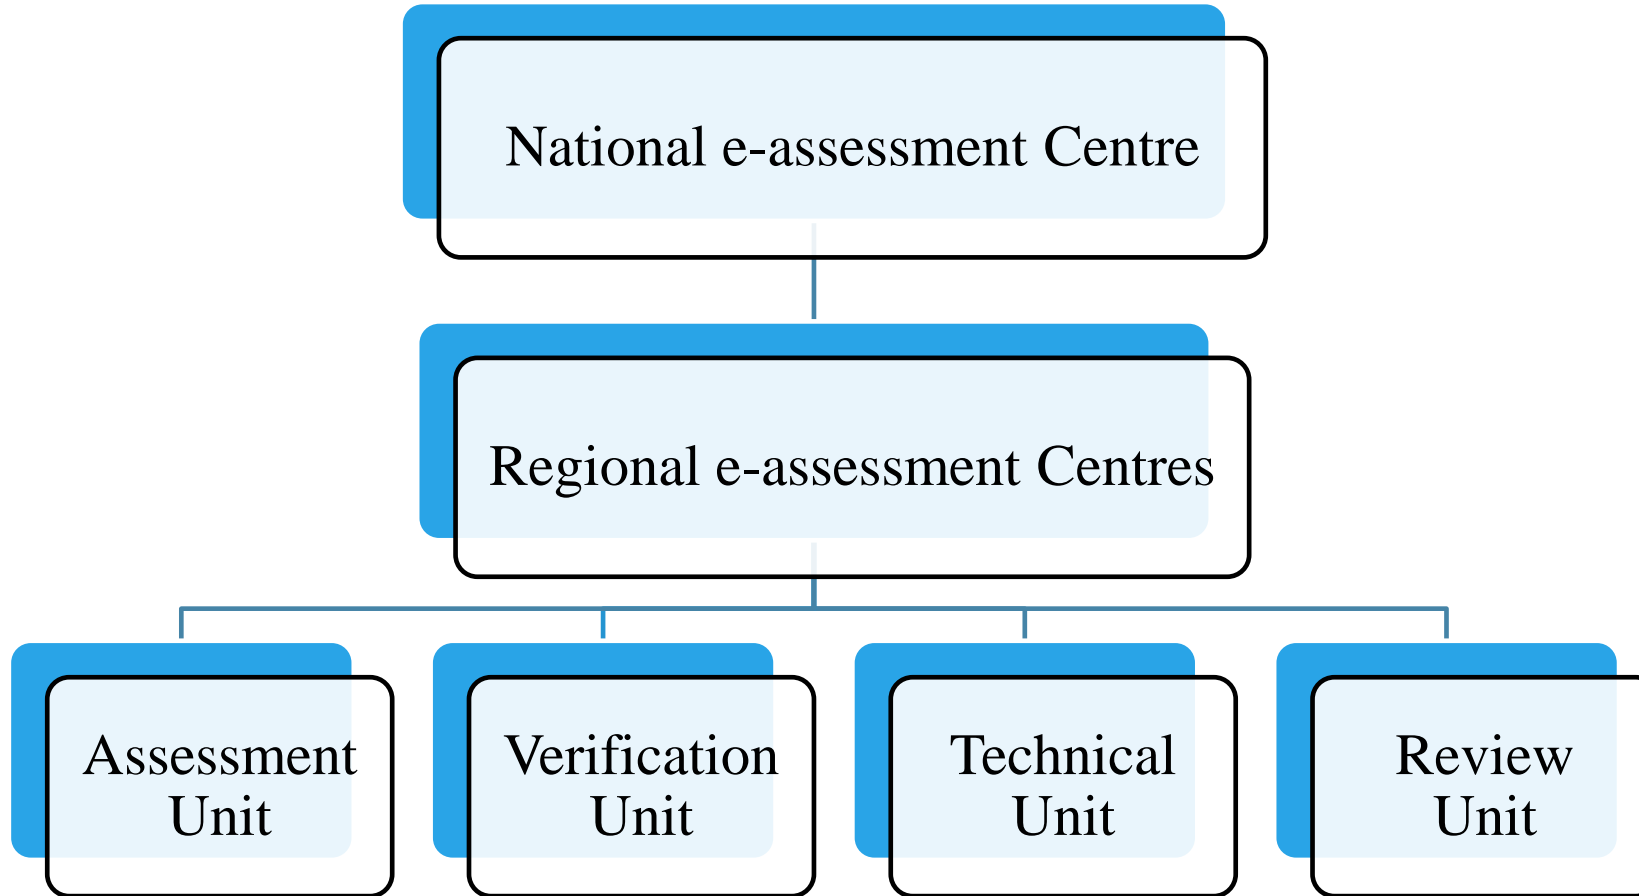 National e-assessment Centre
Regional e-assessment Centres
Assessment
Unit
Verification
Unit
Technical
Unit
Review
Unit